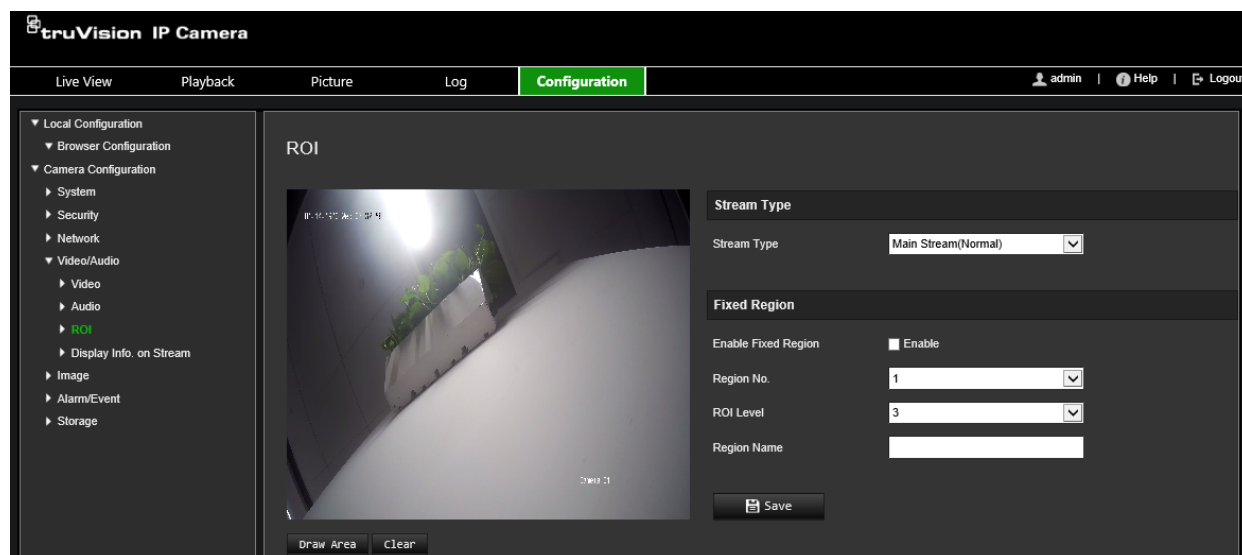 truVision IP Camera
Live View Playback Picture Log Configuration admin | Help | Logou
Local Configuration
Browser Configuration
Camera Configuration
System
Security
Network
Video/Audio
Video
Audio
ROI
Display Info. on Stream
Image
Alarm/Event
Storage
ROI
Camera 01
Draw Area Clear
Stream Type
Stream Type Main Stream(Normal)
Fixed Region
Enable Fixed Region Enable
Region No. 1
ROI Level 3
Region Name
Save